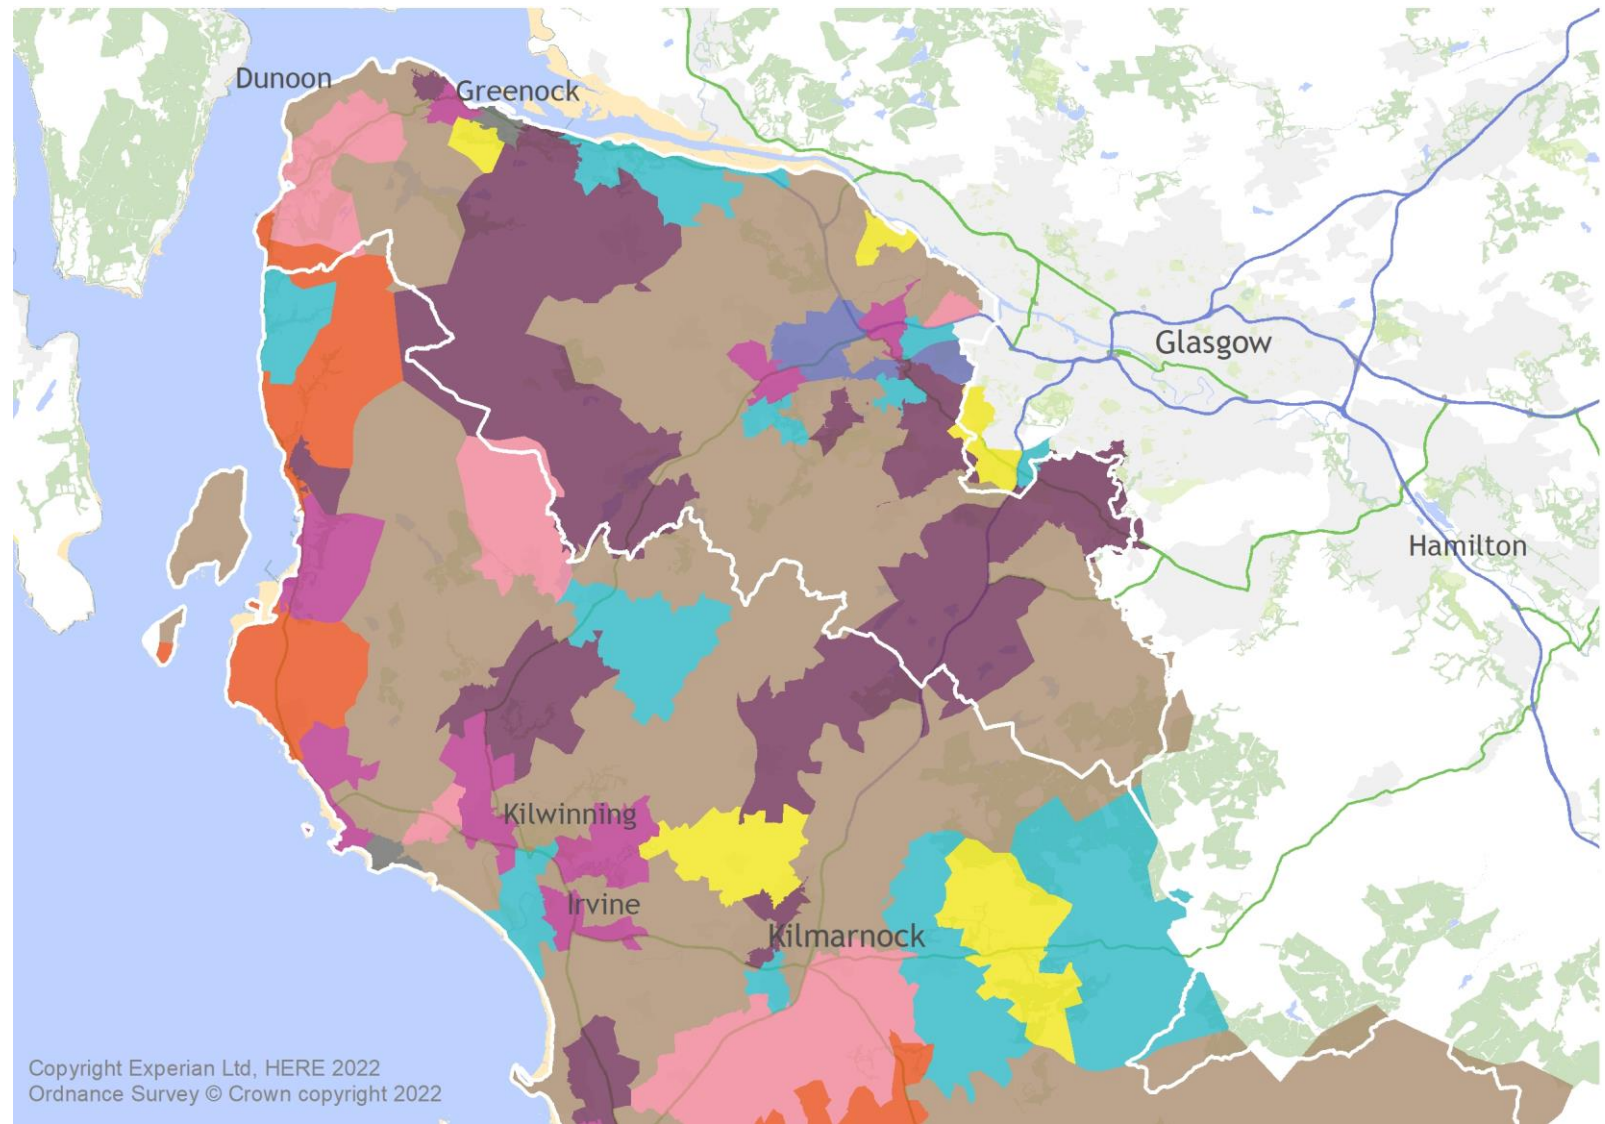 Dunoon
Greenock
Glasgow
Hamilton
Kilwinning
Irvine
Kilmarnock
Copyright Experian Ltd, HERE 2022
Ordnance Survey © Crown copyright 2022